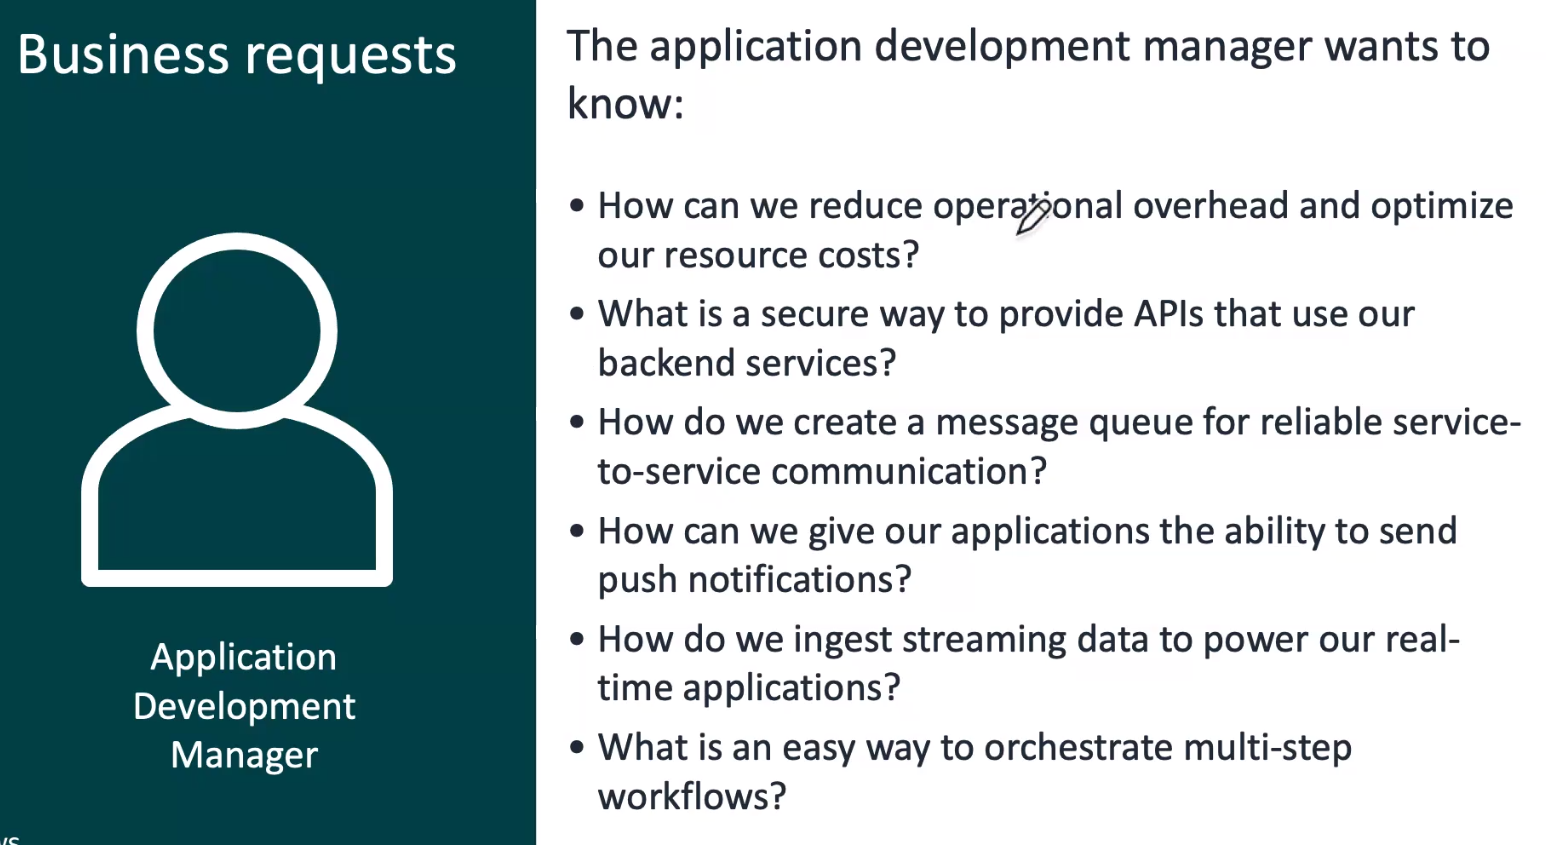 Business requests
Application
Development
Manager
The application development manager wants to
know:
• How can we reduce operational overhead and optimize
our resource costs?
• What is a secure way to provide APIs that use our
backend services?
• How do we create a message queue for reliable service-
to-service communication?
• How can we give our applications the ability to send
push notifications?
• How do we ingest streaming data to power our real-
time applications?
• What is an easy way to orchestrate multi-step
workflows?